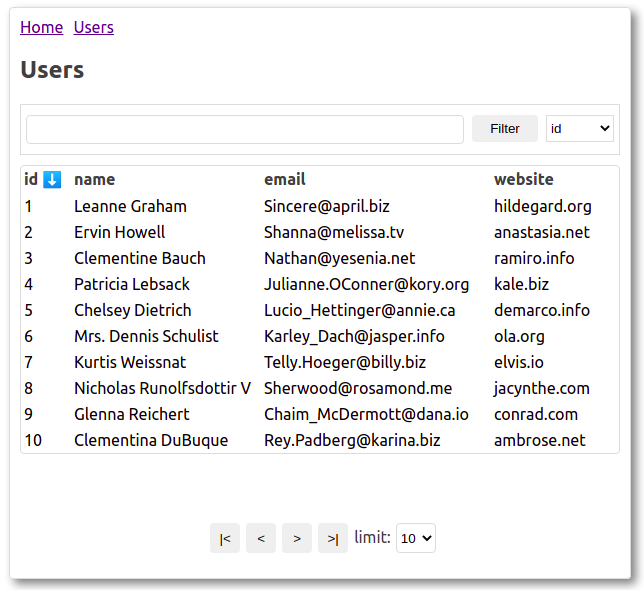 Home Users
Users
Filter id
id ⬇ name email website
1 Leanne Graham Sincere@april.biz hildegard.org
2 Ervin Howell Shanna@melissa.tv anastasia.net
3 Clementine Bauch Nathan@yesenia.net ramiro.info
4 Patricia Lebsack Julianne.OConner@kory.org kale.biz
5 Chelsey Dietrich Lucio_Hettinger@annie.ca demarco.info
6 Mrs. Dennis Schulist Karley_Dach@jasper.info ola.org
7 Kurtis Weissnat Telly.Hoeger@billy.biz elvis.io
8 Nicholas Runolfsdottir V Sherwood@rosamond.me jacynthe.com
9 Glenna Reichert Chaim_McDermott@dana.io conrad.com
10 Clementina DuBuque Rey.Padberg@karina.biz ambrose.net
|< < > >| limit: 10